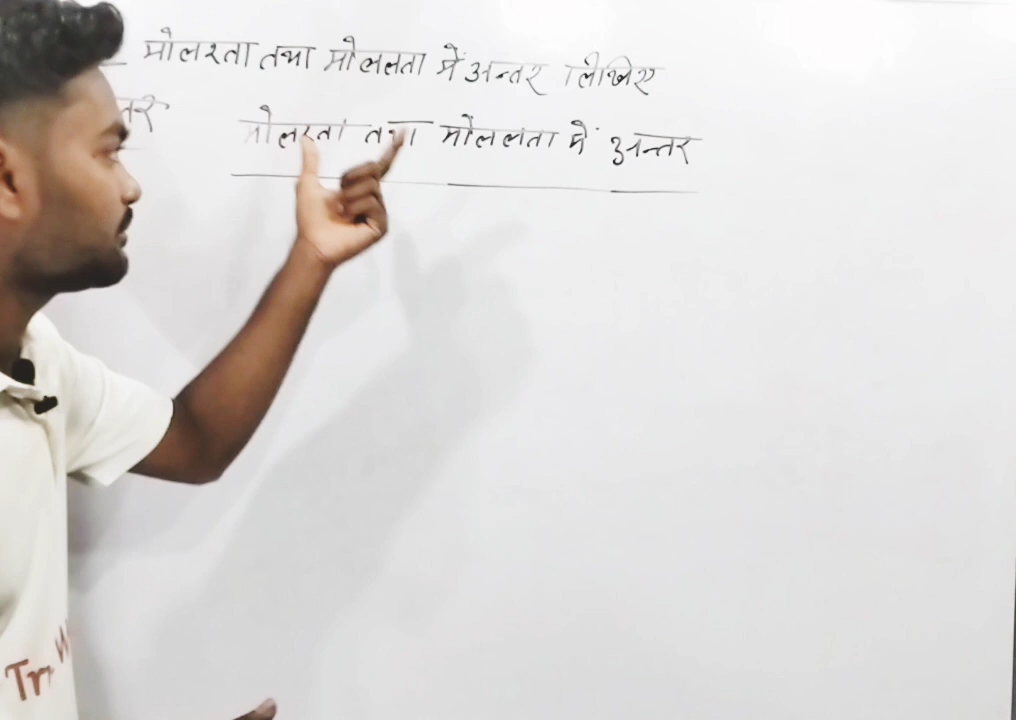 मोलरता तथा मोललता में अन्तर लिखिए
मोलरता तथा मोललता में अन्तर